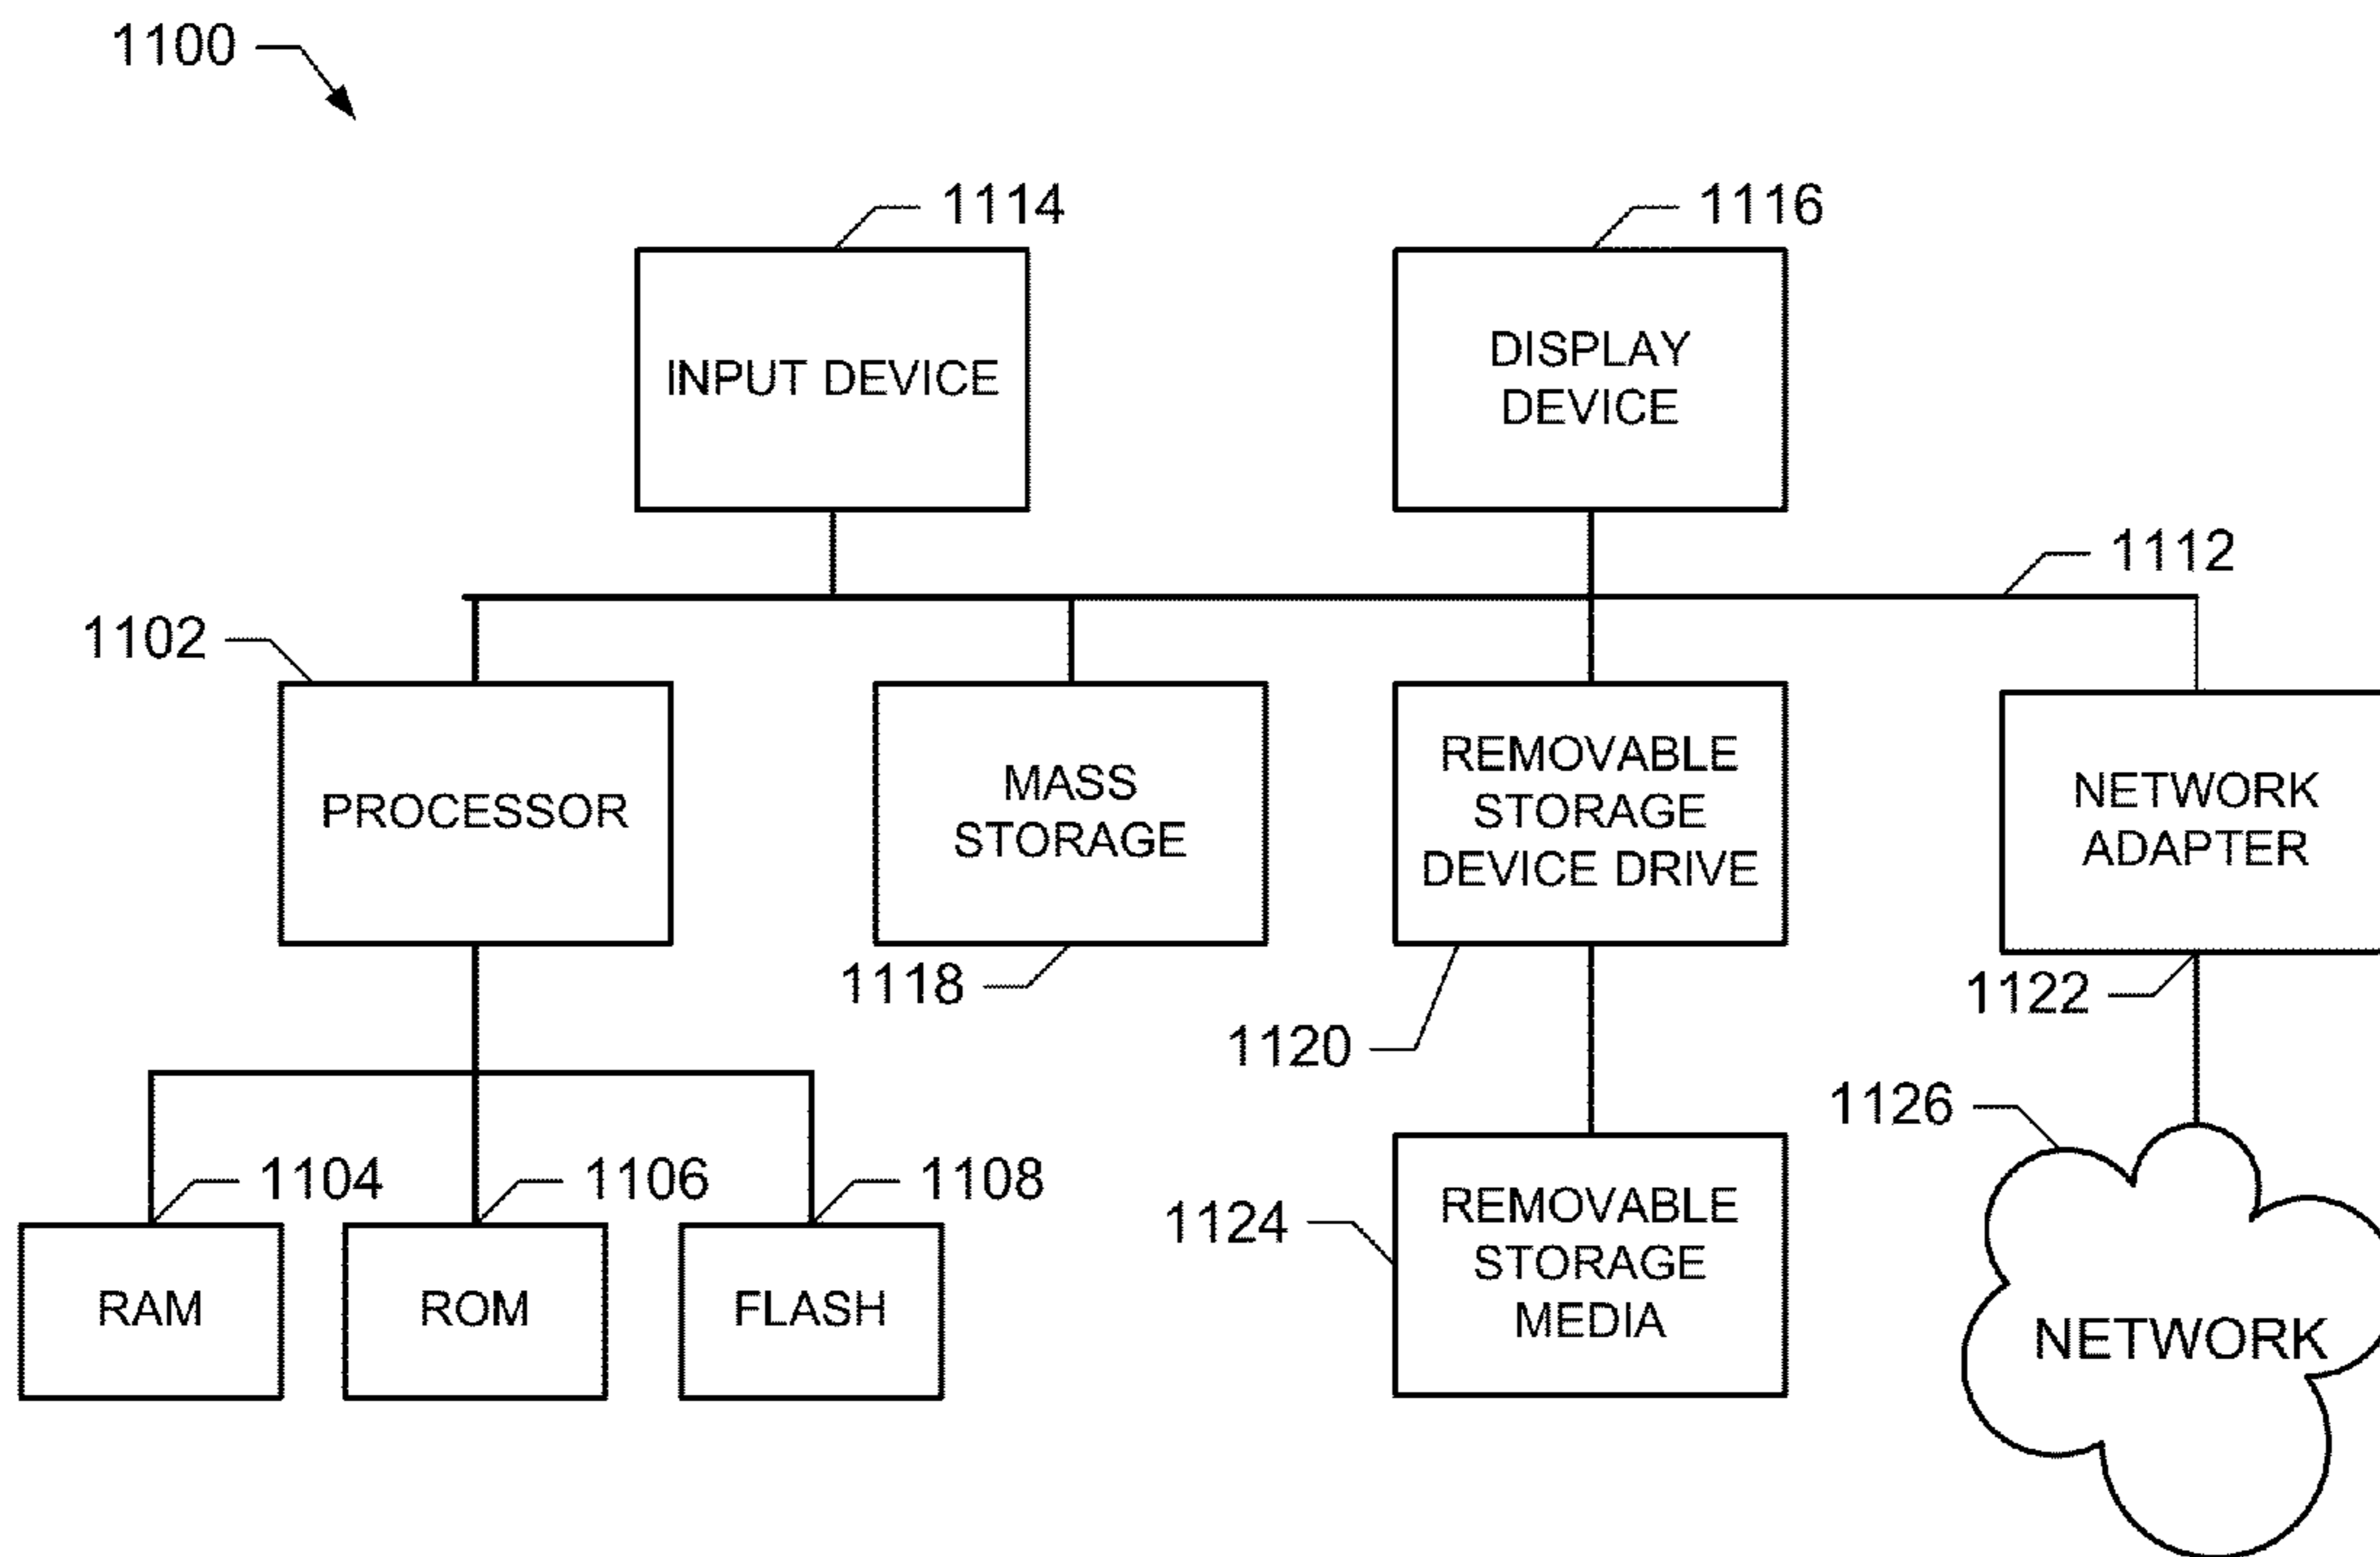 1100
1114
1116
INPUT DEVICE
DISPLAY
DEVICE
1112
1102
PROCESSOR
MASS
STORAGE
REMOVABLE
STORAGE
DEVICE DRIVE
NETWORK
ADAPTER
1118
1120
1122
1126
1104
1106
1108
1124
RAM
ROM
FLASH
REMOVABLE
STORAGE
MEDIA
NETWORK